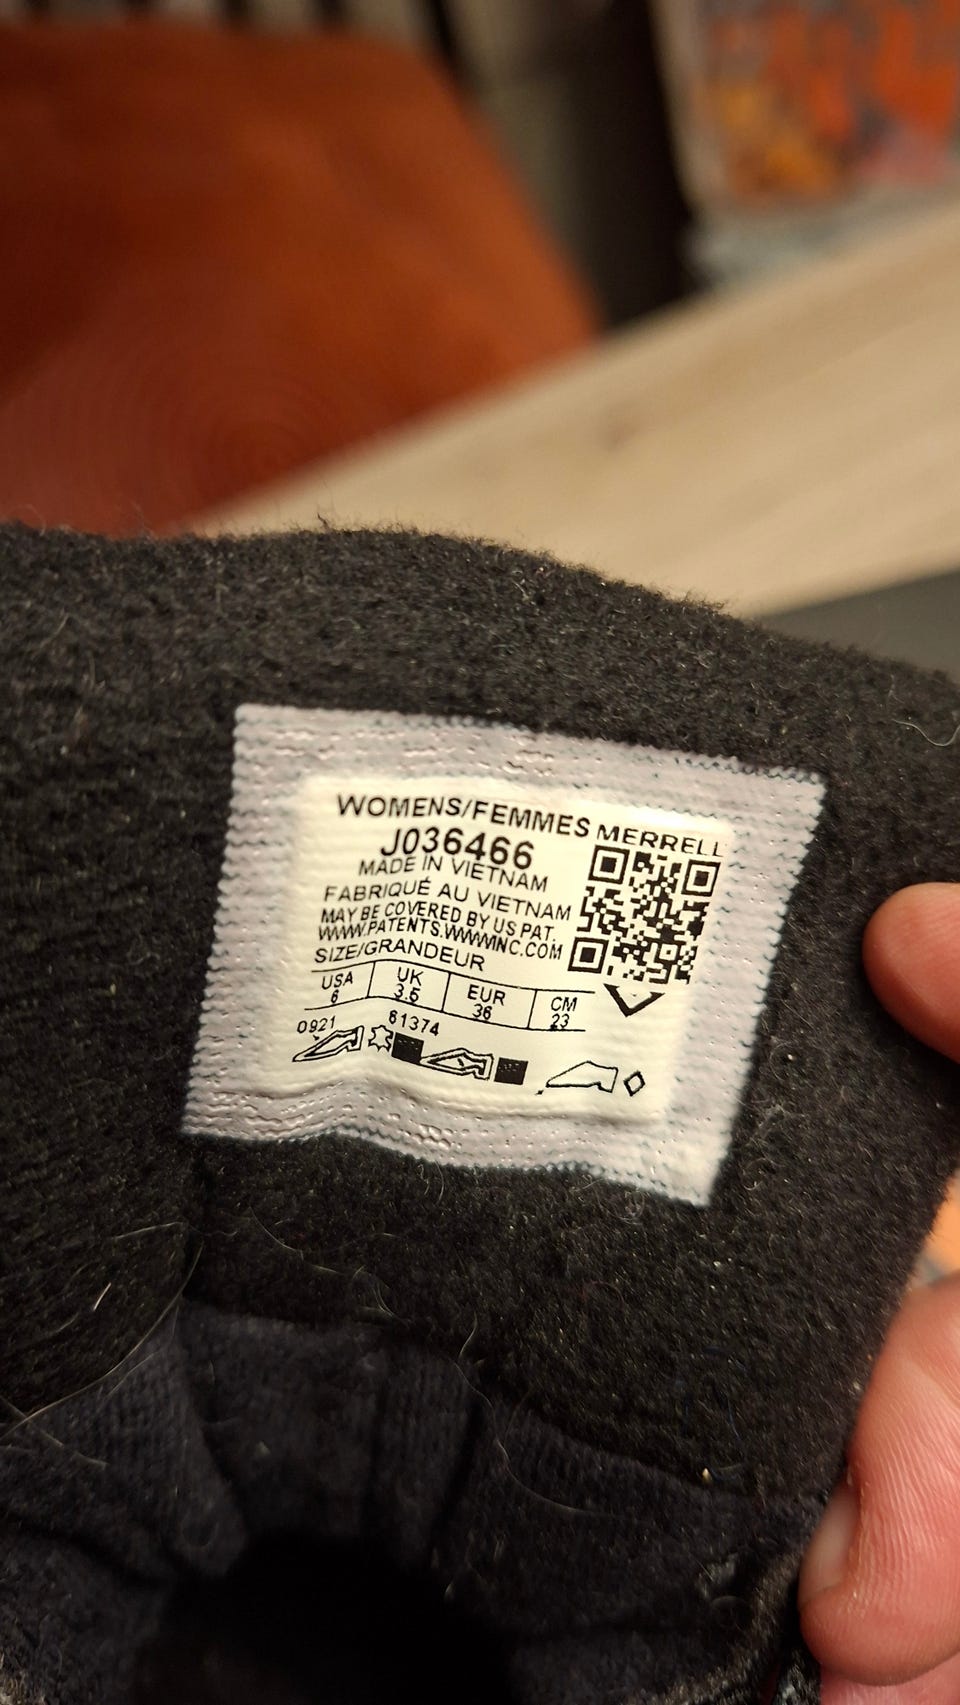 WOMENS/FEMMES MERRELL
J036466
MADE IN VIETNAM
FABRIQUÉ AU VIETNAM
MAY BE COVERED BY US PAT.
WWW.PATENTS.WWWINC.COM
SIZE/GRANDEUR
USA UK EUR CM
6 3.5 36 23
0921 61374